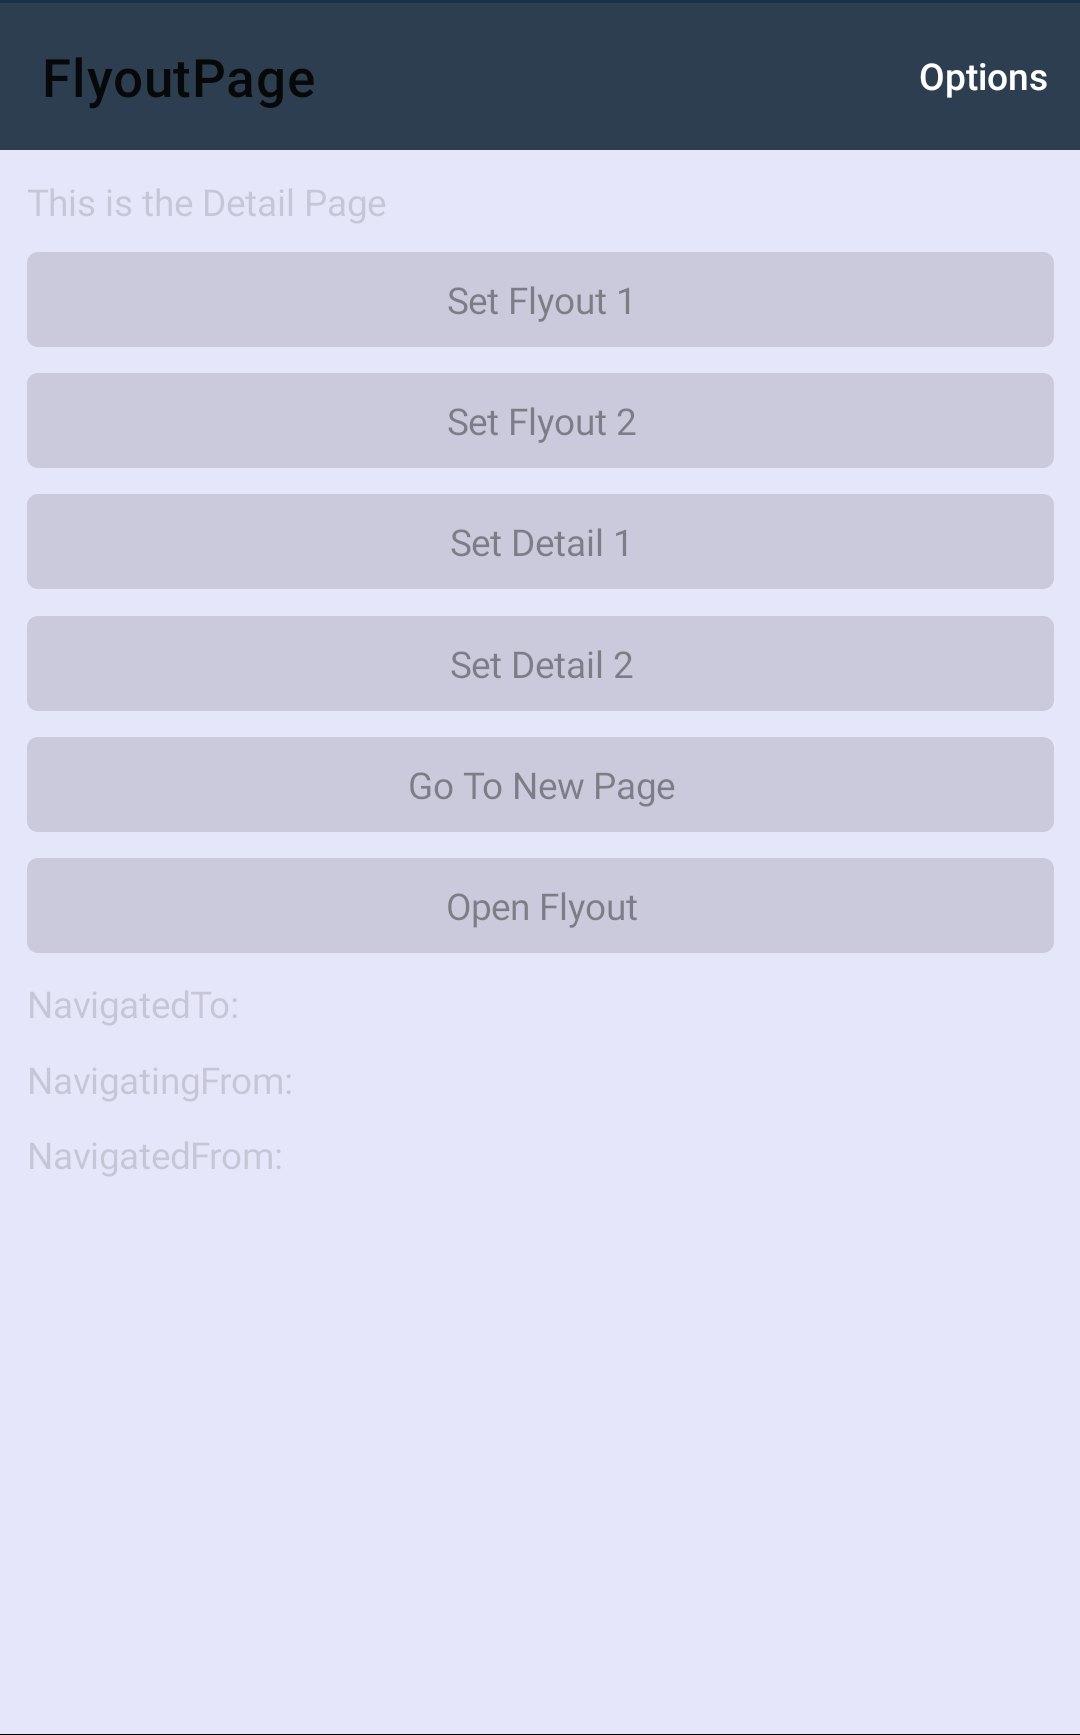 FlyoutPage
Options
This is the Detail Page
Set Flyout 1
Set Flyout 2
Set Detail 1
Set Detail 2
Go To New Page
Open Flyout
NavigatedTo:
NavigatingFrom:
NavigatedFrom: